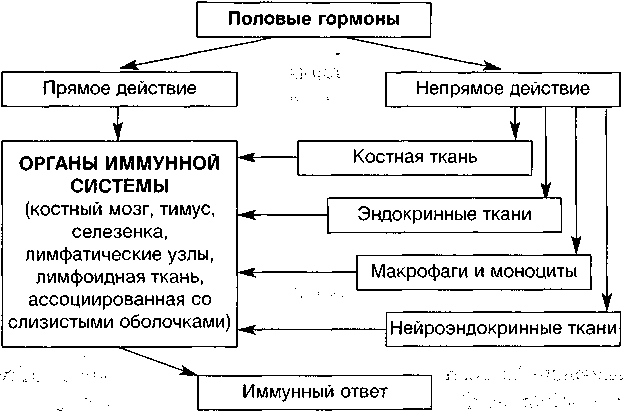 Половые гормоны
Прямое действие
Непрямое действие
ОРГАНЫ ИММУННОЙ
СИСТЕМЫ
(костный мозг, тимус,
селезенка,
лимфатические узлы,
лимфоидная ткань,
ассоциированная со
слизистыми оболочками)
Костная ткань
Эндокринные ткани
Макрофаги и моноциты
Нейроэндокринные ткани
Иммунный ответ